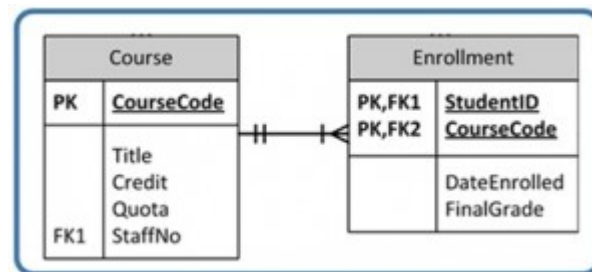 Course
PK CourseCode
Title
Credit
Quota
FK1 StaffNo
Enrollment
PK,FK1 StudentID
PK,FK2 CourseCode
DateEnrolled
FinalGrade